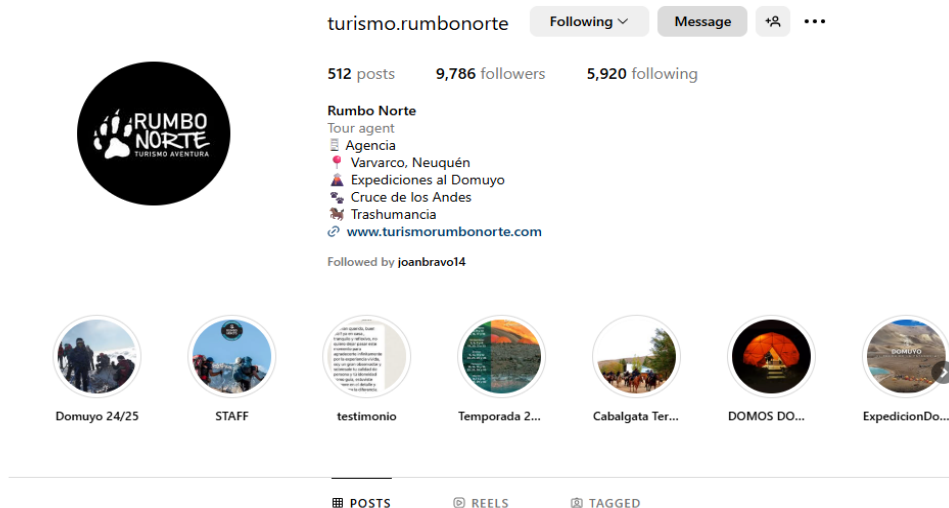 turismo.rumbonorte
Following
Message
512 posts
9,786 followers
5,920 following
RUMBO
NORTE
TURISMO AVENTURA
Rumbo Norte
Tour agent
Agencia
Varvarco, Neuquén
Expediciones al Domuyo
Cruce de los Andes
Trashumancia
www.turismorumbonorte.com
Followed by joanbravo14
DOMUYO
Domuyo 24/25
STAFF
testimonio
Temporada 2...
Cabalgata Ter...
DOMOS DO...
ExpedicionDo...
POSTS
REELS
TAGGED